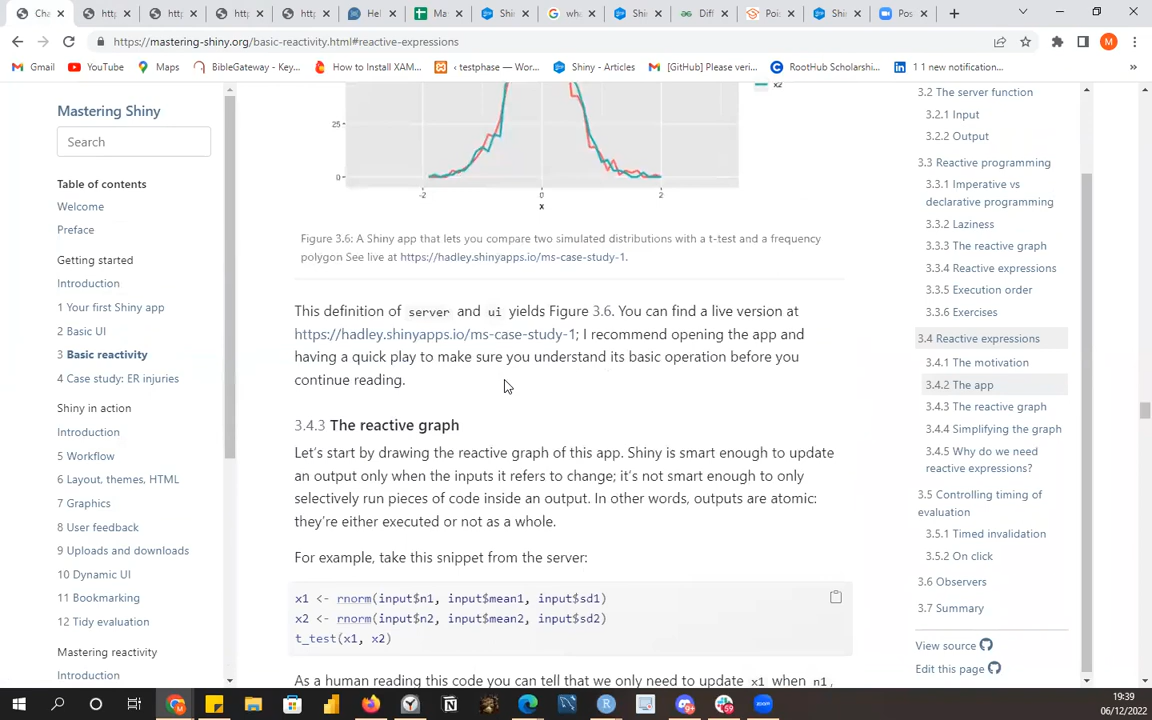 Cha
http
http
http
http
Hel
Ma
Shin
whe
Shin
Difl
Pois
Shin
Pos
https://mastering-shiny.org/basic-reactivity.html#reactive-expressions
M
Gmail
YouTube
Maps
BibleGateway - Key...
How to Install XAM...
‹ testphase — Wor...
Shiny - Articles
[GitHub] Please veri...
RootHub Scholarshi...
1 1 new notification...
»
Mastering Shiny
Search
Table of contents
Welcome
Preface
Getting started
Introduction
1 Your first Shiny app
2 Basic UI
3 Basic reactivity
4 Case study: ER injuries
Shiny in action
Introduction
5 Workflow
6 Layout, themes, HTML
7 Graphics
8 User feedback
9 Uploads and downloads
10 Dynamic UI
11 Bookmarking
12 Tidy evaluation
Mastering reactivity
Introduction
x2
25
0
-2
0
2
x
Figure 3.6: A Shiny app that lets you compare two simulated distributions with a t-test and a frequency
polygon See live at https://hadley.shinyapps.io/ms-case-study-1.
This definition of server and ui yields Figure 3.6. You can find a live version at
https://hadley.shinyapps.io/ms-case-study-1; I recommend opening the app and
having a quick play to make sure you understand its basic operation before you
continue reading.
3.4.3 The reactive graph
Let's start by drawing the reactive graph of this app. Shiny is smart enough to update
an output only when the inputs it refers to change; it's not smart enough to only
selectively run pieces of code inside an output. In other words, outputs are atomic:
they're either executed or not as a whole.
For example, take this snippet from the server:
x1 <- rnorm(input$n1, input$mean1, input$sd1)
x2 <- rnorm(input$n2, input$mean2, input$sd2)
t_test(x1, x2)
As a human reading this code you can tell that we only need to update x1 when n1,
3.2 The server function
3.2.1 Input
3.2.2 Output
3.3 Reactive programming
3.3.1 Imperative vs
declarative programming
3.3.2 Laziness
3.3.3 The reactive graph
3.3.4 Reactive expressions
3.3.5 Execution order
3.3.6 Exercises
3.4 Reactive expressions
3.4.1 The motivation
3.4.2 The app
3.4.3 The reactive graph
3.4.4 Simplifying the graph
3.4.5 Why do we need
reactive expressions?
3.5 Controlling timing of
evaluation
3.5.1 Timed invalidation
3.5.2 On click
3.6 Observers
3.7 Summary
View source
Edit this page
19:39
06/12/2022